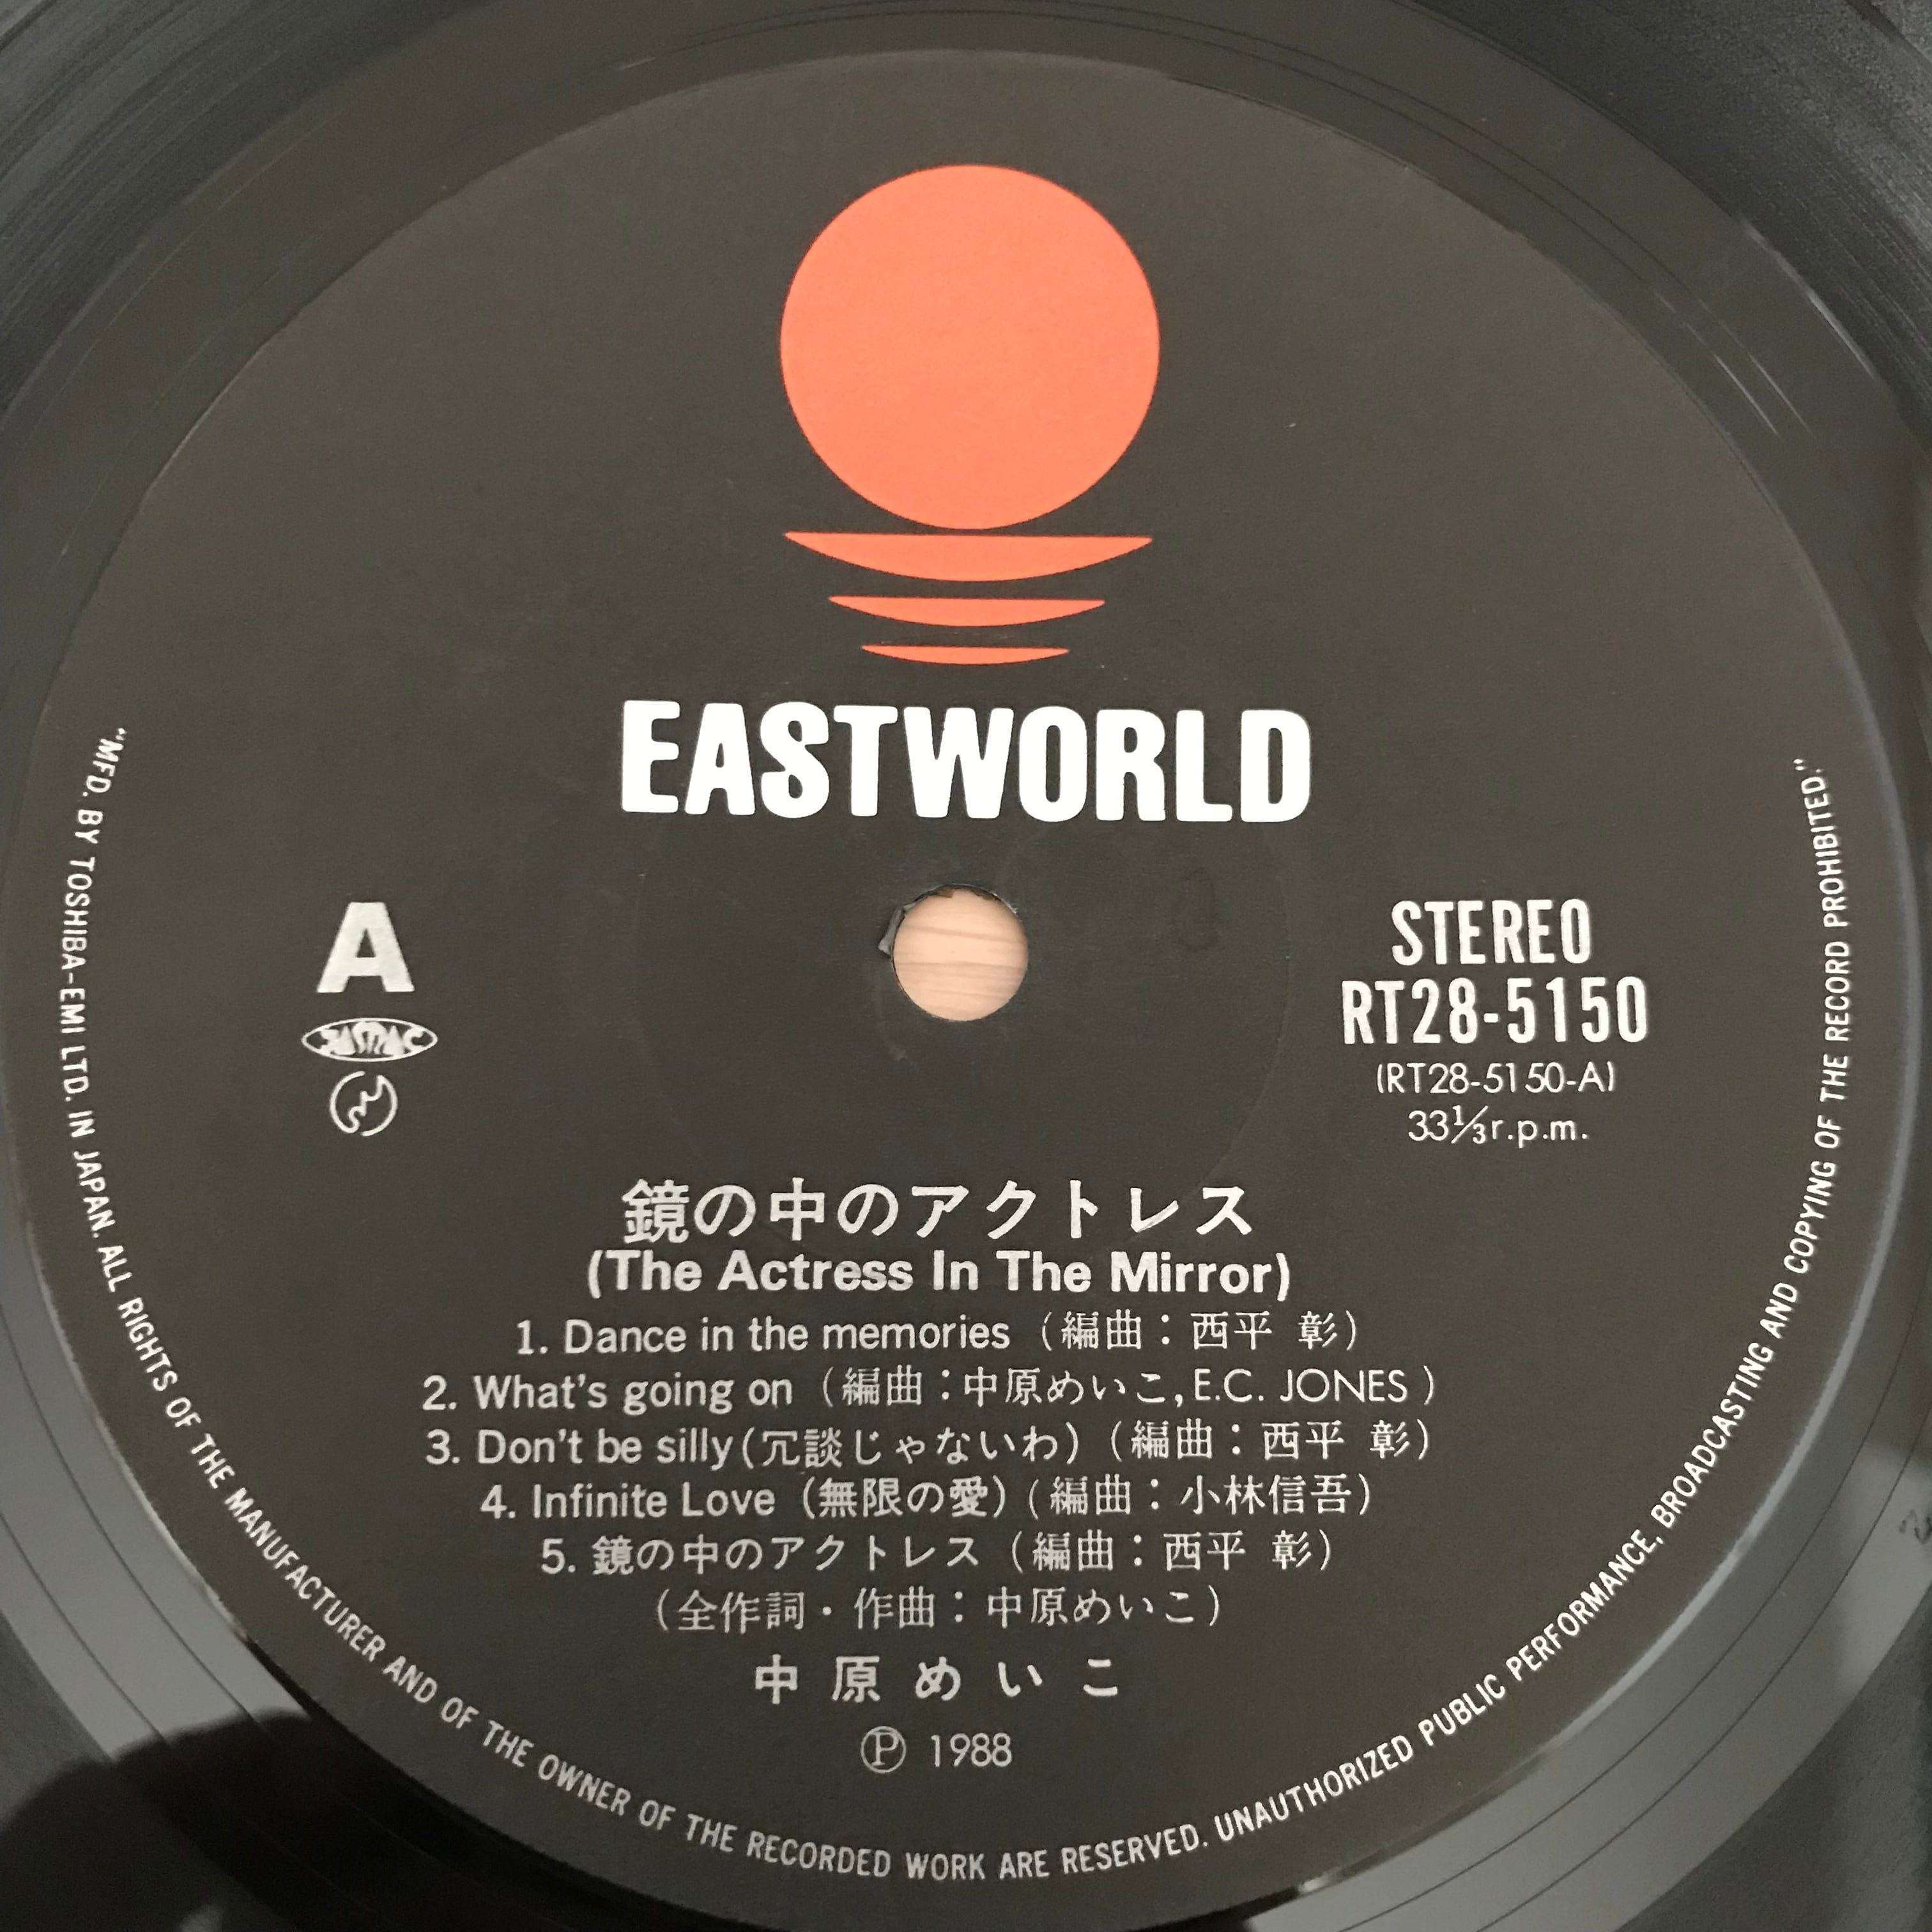 EASTWORLD
A
JASRAC
STEREO
RT28-5150
(RT28-5150-A)
33⅓r.p.m.
鏡の中のアクトレス
(The Actress In The Mirror)
1. Dance in the memories （編曲：西平 彰）
2. What's going on （編曲：中原めいこ, E.C. JONES ）
3. Don't be silly(冗談じゃないわ)（編曲：西平 彰）
4. Infinite Love（無限の愛）（編曲：小林信吾）
5. 鏡の中のアクトレス（編曲：西平 彰）
（全作詞・作曲：中原めいこ）
中原めいこ
Ⓟ 1988
“MFD. BY TOSHIBA-EMI LTD. IN JAPAN. ALL RIGHTS OF THE MANUFACTURER AND OF THE OWNER OF THE RECORDED WORK ARE RESERVED. UNAUTHORIZED PUBLIC PERFORMANCE, BROADCASTING AND COPYING OF THE RECORD PROHIBITED.”